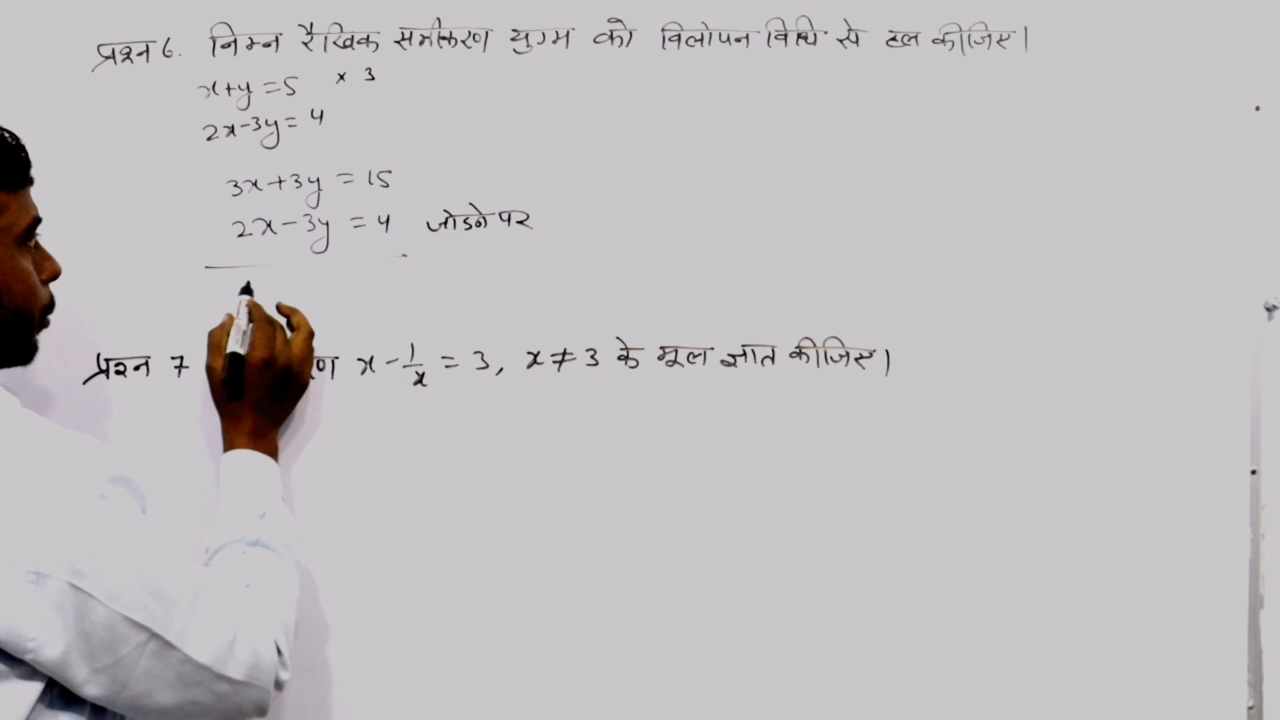 प्रश्न 6. निम्न रैखिक समीकरण युग्म को विलोपन विधि से हल कीजिए।
x+y=5 × 3
2x-3y=4
3x+3y=15
2x-3y=4 जोडने पर
प्रश्न 7 x-1/x=3, x≠3 के मूल ज्ञात कीजिए।